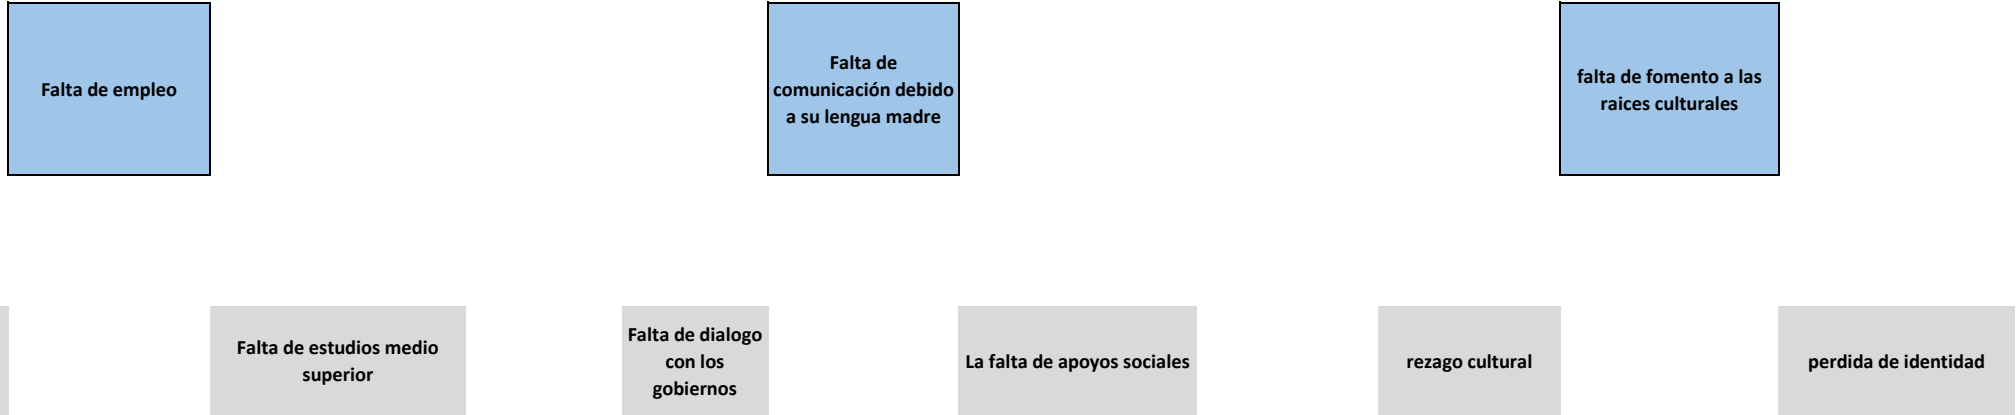 Falta de empleo
Falta de
comunicación debido
a su lengua madre
falta de fomento a las
raices culturales
Falta de estudios medio
superior
Falta de dialogo
con los
gobiernos
La falta de apoyos sociales
rezago cultural
perdida de identidad